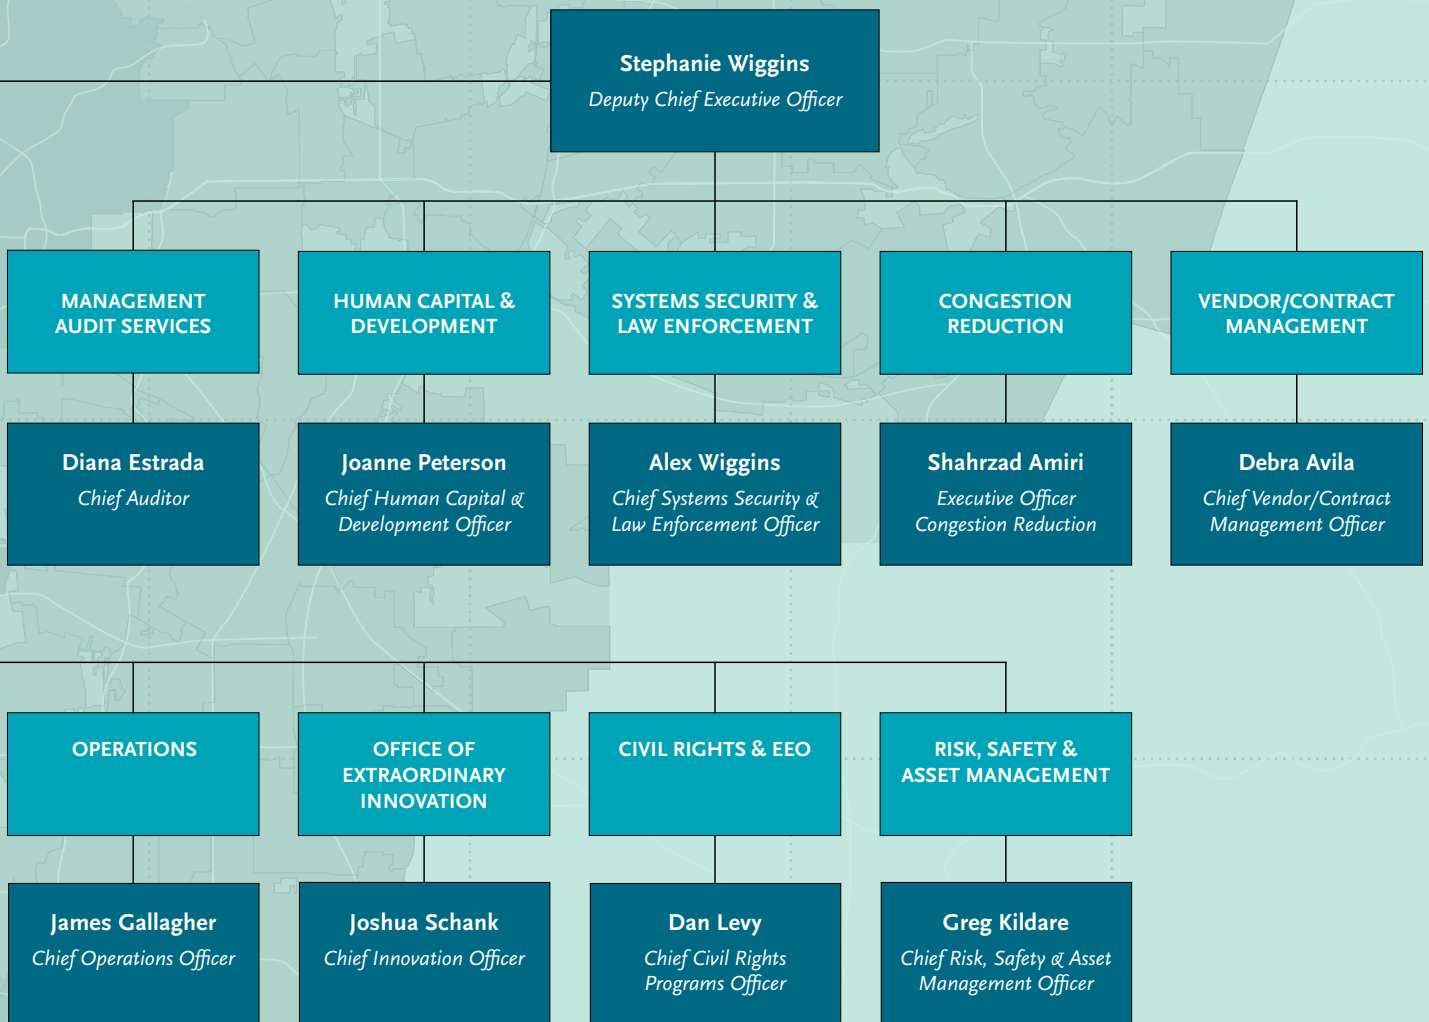 Stephanie Wiggins
Deputy Chief Executive Officer
MANAGEMENT
AUDIT SERVICES
HUMAN CAPITAL &
DEVELOPMENT
SYSTEMS SECURITY &
LAW ENFORCEMENT
CONGESTION
REDUCTION
VENDOR/CONTRACT
MANAGEMENT
Diana Estrada
Chief Auditor
Joanne Peterson
Chief Human Capital &
Development Officer
Alex Wiggins
Chief Systems Security &
Law Enforcement Officer
Shahrzad Amiri
Executive Officer
Congestion Reduction
Debra Avila
Chief Vendor/Contract
Management Officer
OPERATIONS
OFFICE OF
EXTRAORDINARY
INNOVATION
CIVIL RIGHTS & EEO
RISK, SAFETY &
ASSET MANAGEMENT
James Gallagher
Chief Operations Officer
Joshua Schank
Chief Innovation Officer
Dan Levy
Chief Civil Rights
Programs Officer
Greg Kildare
Chief Risk, Safety & Asset
Management Officer